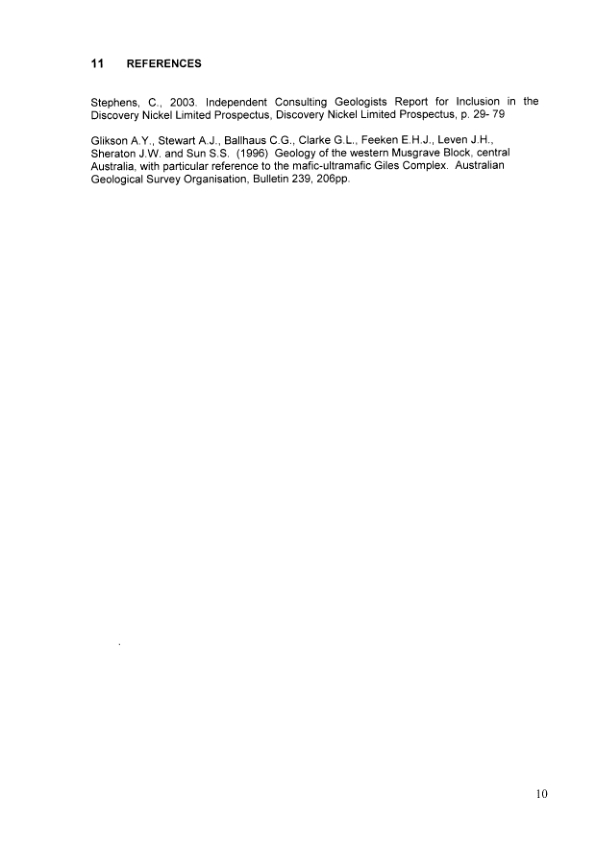 11 REFERENCES
Stephens, C., 2003. Independent Consulting Geologists Report for Inclusion in the
Discovery Nickel Limited Prospectus, Discovery Nickel Limited Prospectus, p. 29- 79
Glikson A.Y., Stewart A.J., Ballhaus C.G., Clarke G.L., Feeken E.H.J., Leven J.H.,
Sheraton J.W. and Sun S.S. (1996) Geology of the western Musgrave Block, central
Australia, with particular reference to the mafic-ultramafic Giles Complex. Australian
Geological Survey Organisation, Bulletin 239, 206pp.
10